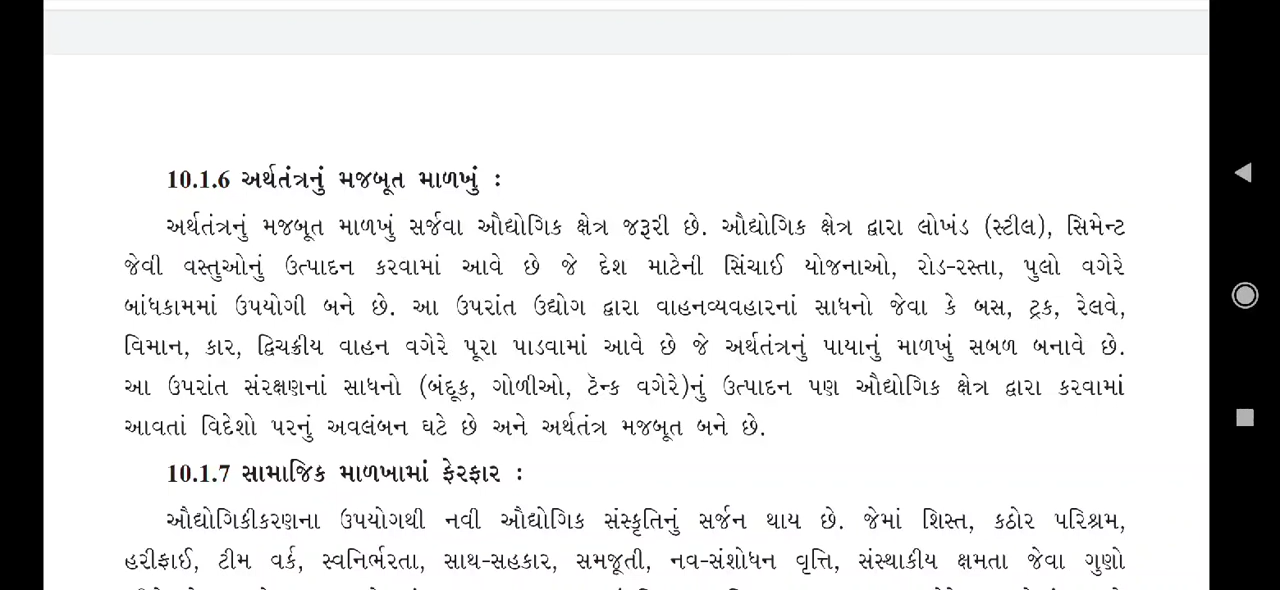 10.1.6 અર્થતંત્રનું મજબૂત માળખું :
અર્થતંત્રનું મજબૂત માળખું સર્જવા ઔદ્યોગિક ક્ષેત્ર જરૂરી છે. ઔદ્યોગિક ક્ષેત્ર દ્વારા લોખંડ (સ્ટીલ), સિમેન્ટ
જેવી વસ્તુઓનું ઉત્પાદન કરવામાં આવે છે જે દેશ માટેની સિંચાઈ યોજનાઓ, રોડ-રસ્તા, પુલો વગેરે
બાંધકામમાં ઉપયોગી બને છે. આ ઉપરાંત ઉદ્યોગ દ્વારા વાહનવ્યવહારનાં સાધનો જેવા કે બસ, ટ્રક, રેલવે,
વિમાન, કાર, દ્વિચક્રીય વાહન વગેરે પૂરા પાડવામાં આવે છે જે અર્થતંત્રનું પાયાનું માળખું સબળ બનાવે છે.
આ ઉપરાંત સંરક્ષણનાં સાધનો (બંદૂક, ગોળીઓ, ટૅન્ક વગેરે)નું ઉત્પાદન પણ ઔદ્યોગિક ક્ષેત્ર દ્વારા કરવામાં
આવતાં વિદેશો પરનું અવલંબન ઘટે છે અને અર્થતંત્ર મજબૂત બને છે.
10.1.7 સામાજિક માળખામાં ફેરફાર :
ઔદ્યોગિકીકરણના ઉપયોગથી નવી ઔદ્યોગિક સંસ્કૃતિનું સર્જન થાય છે. જેમાં શિસ્ત, કઠોર પરિશ્રમ,
હરીફાઈ, ટીમ વર્ક, સ્વનિર્ભરતા, સાથ-સહકાર, સમજૂતી, નવ-સંશોધન વૃત્તિ, સંસ્થાકીય ક્ષમતા જેવા ગુણો